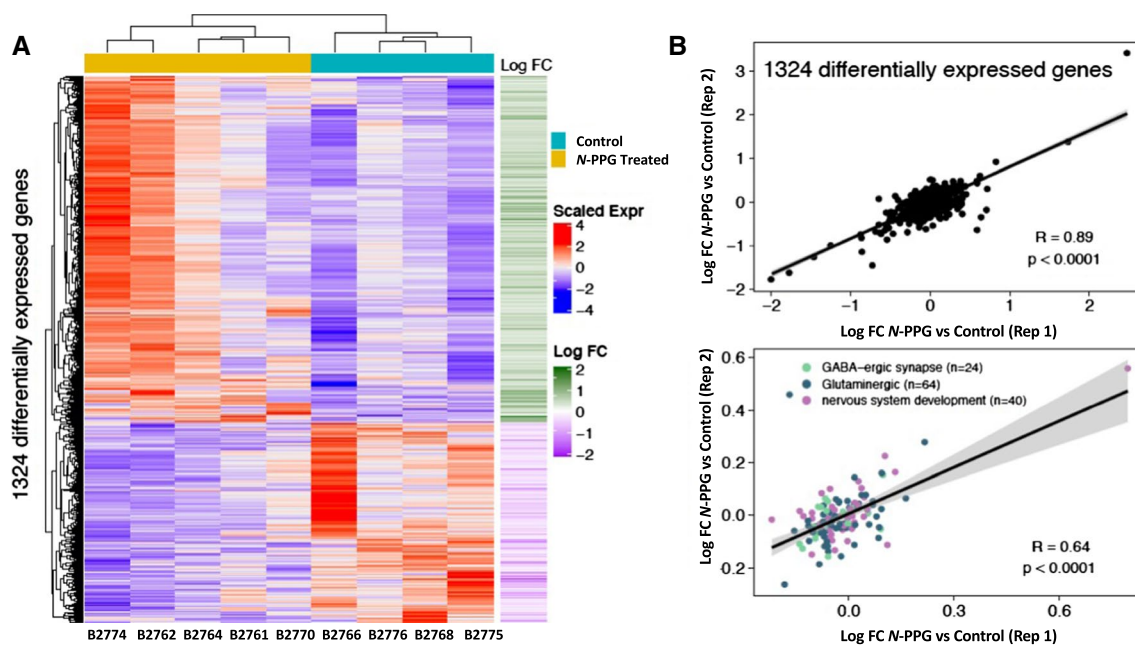 A
Log FC
Control
N-PPG Treated
1324 differentially expressed genes
Scaled Expr
4
2
0
−2
−4
Log FC
2
1
0
−1
−2
B2774 B2762 B2764 B2761 B2770 B2766 B2776 B2768 B2775
B
Log FC N-PPG vs Control (Rep 2)
1324 differentially expressed genes
3
2
1
0
−1
−2
R = 0.89
p < 0.0001
−2 −1 0 1 2
Log FC N-PPG vs Control (Rep 1)
Log FC N-PPG vs Control (Rep 2)
0.6
0.4
0.2
0.0
-0.2
GABA−ergic synapse (n=24)
Glutaminergic (n=64)
nervous system development (n=40)
R = 0.64
p < 0.0001
0.0 0.3 0.6
Log FC N-PPG vs Control (Rep 1)